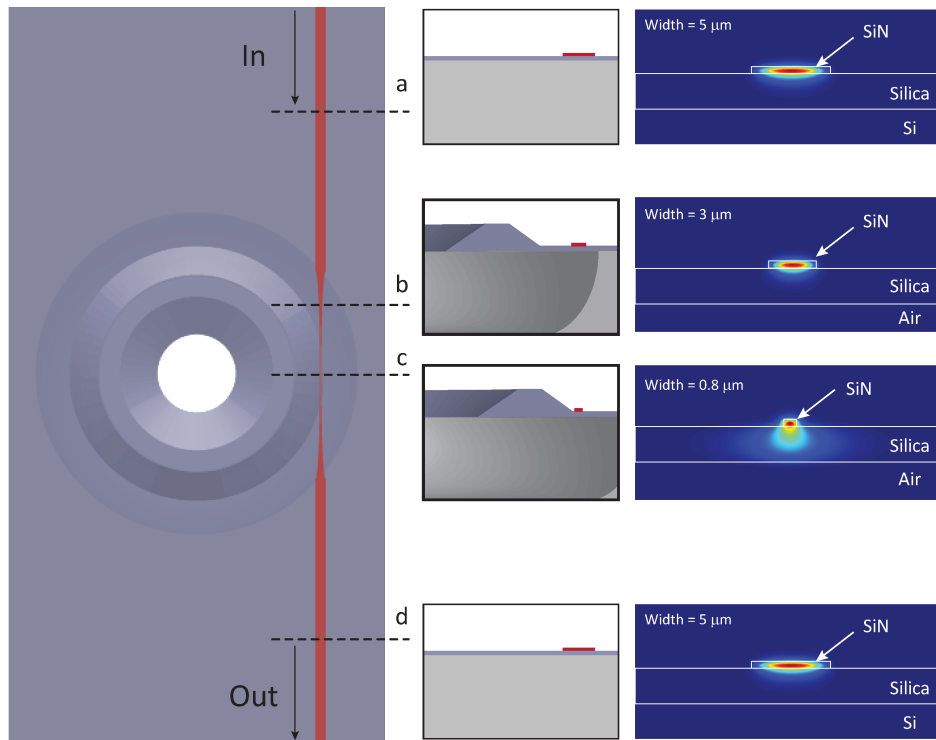 In
a
Width = 5 μm
SiN
Silica
Si
b
Width = 3 μm
SiN
Silica
Air
c
Width = 0.8 μm
SiN
Silica
Air
d
Width = 5 μm
SiN
Silica
Si
Out